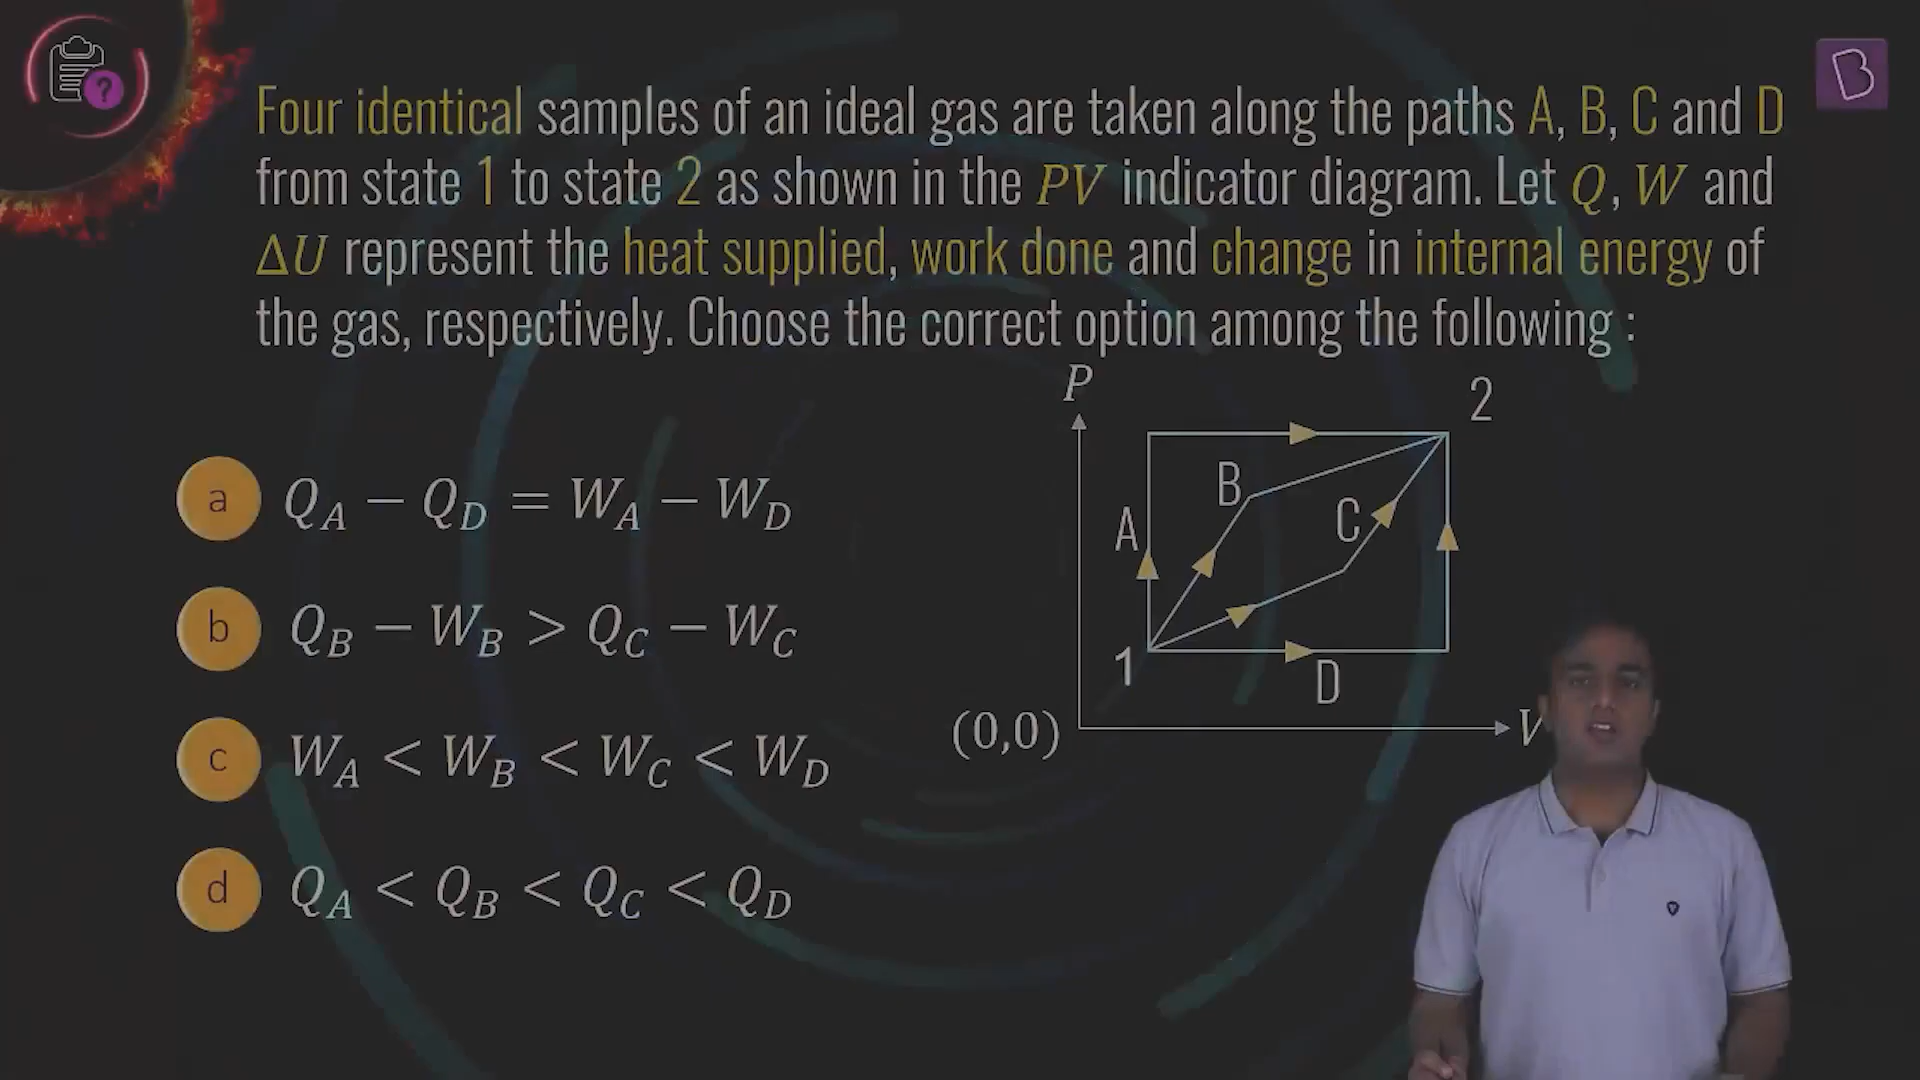 Four identical samples of an ideal gas are taken along the paths A, B, C and D
from state 1 to state 2 as shown in the PV indicator diagram. Let Q, W and
ΔU represent the heat supplied, work done and change in internal energy of
the gas, respectively. Choose the correct option among the following :
a Q_A − Q_D = W_A − W_D
b Q_B − W_B > Q_C − W_C
c W_A < W_B < W_C < W_D
d Q_A < Q_B < Q_C < Q_D
P
2
B
C
A
1
D
(0,0)
V
?
B